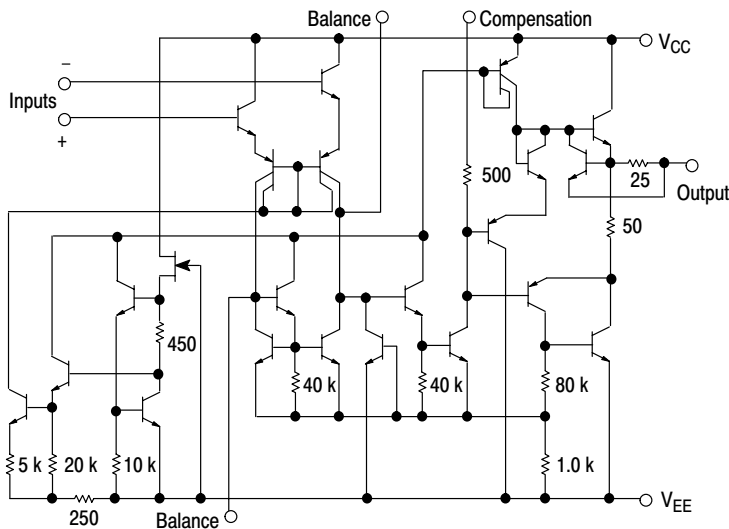 Balance
Compensation
VCC
−
Inputs
+
500
25
Output
50
450
40 k
40 k
80 k
5 k
20 k
10 k
1.0 k
250
Balance
VEE